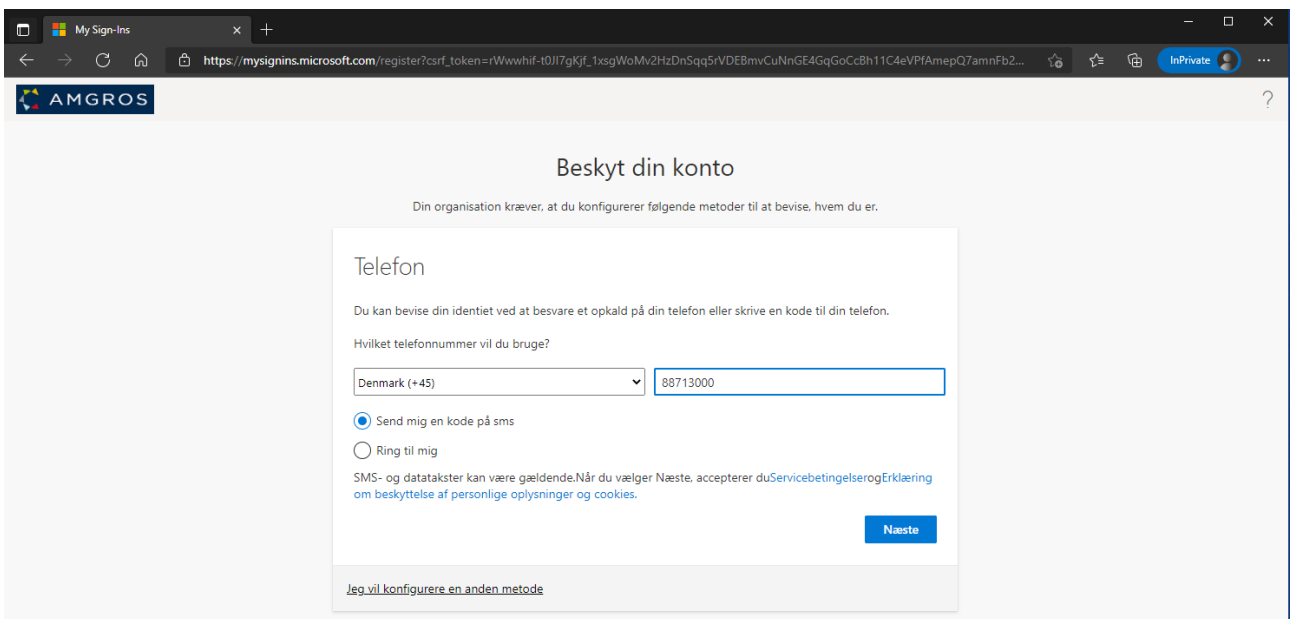 My Sign-Ins
https://mysignins.microsoft.com/register?csrf_token=rWwwhif-t0JI7gKjf_1xsgWoMv2HzDnSqq5rVDEBmvCuNnGE4GqGoCcBh11C4eVPfAmepQ7amnFb2...
InPrivate
AMGROS
?
Beskyt din konto
Din organisation kræver, at du konfigurerer følgende metoder til at bevise, hvem du er.
Telefon
Du kan bevise din identiet ved at besvare et opkald på din telefon eller skrive en kode til din telefon.
Hvilket telefonnummer vil du bruge?
Denmark (+45)
88713000
Send mig en kode på sms
Ring til mig
SMS- og datatakster kan være gældende.Når du vælger Næste, accepterer duServicebetingelserogErklæring
om beskyttelse af personlige oplysninger og cookies.
Næste
Jeg vil konfigurere en anden metode